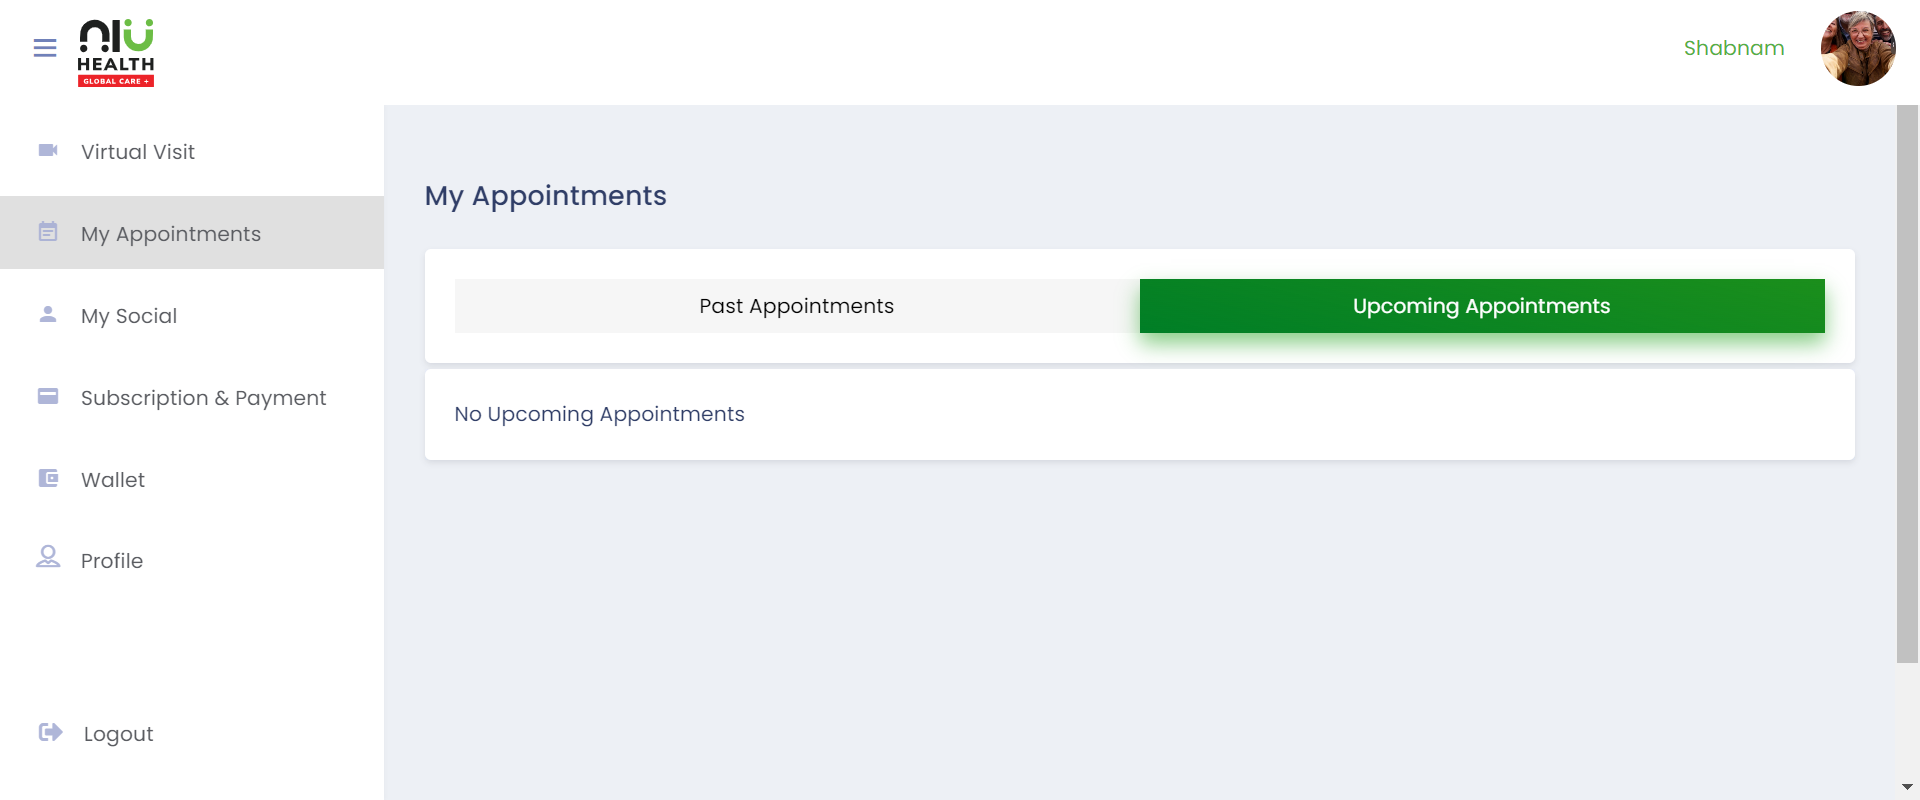 NIU
HEALTH
GLOBAL CARE +
Shabnam
Virtual Visit
My Appointments
My Social
Subscription & Payment
Wallet
Profile
Logout
My Appointments
Past Appointments
Upcoming Appointments
No Upcoming Appointments